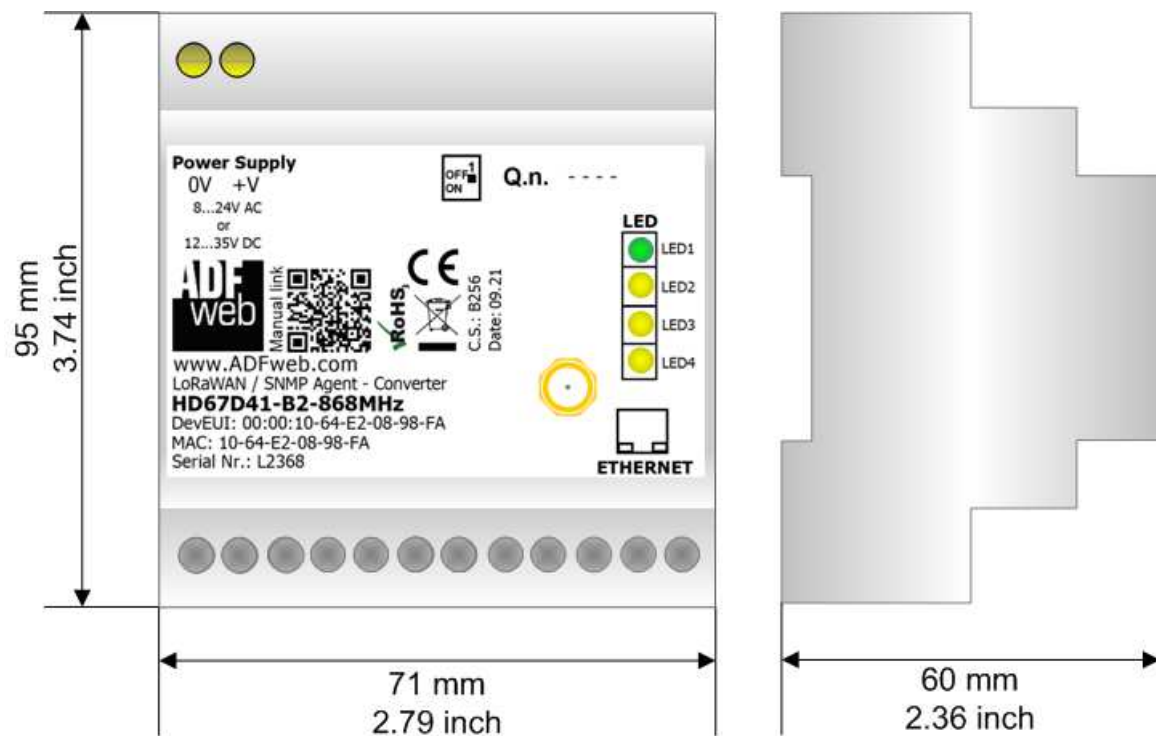 95 mm
3.74 inch
Power Supply
0V +V
8...24V AC
or
12...35V DC
OFF 1
ON
Q.n. - - - -
LED
LED1
LED2
LED3
LED4
ADF
web
Manual link
RoHS
CE
C.S.: B256
Date: 09.21
www.ADFweb.com
LoRaWAN / SNMP Agent - Converter
HD67D41-B2-868MHz
DevEUI: 00:00:10-64-E2-08-98-FA
MAC: 10-64-E2-08-98-FA
Serial Nr.: L2368
ETHERNET
71 mm
2.79 inch
60 mm
2.36 inch